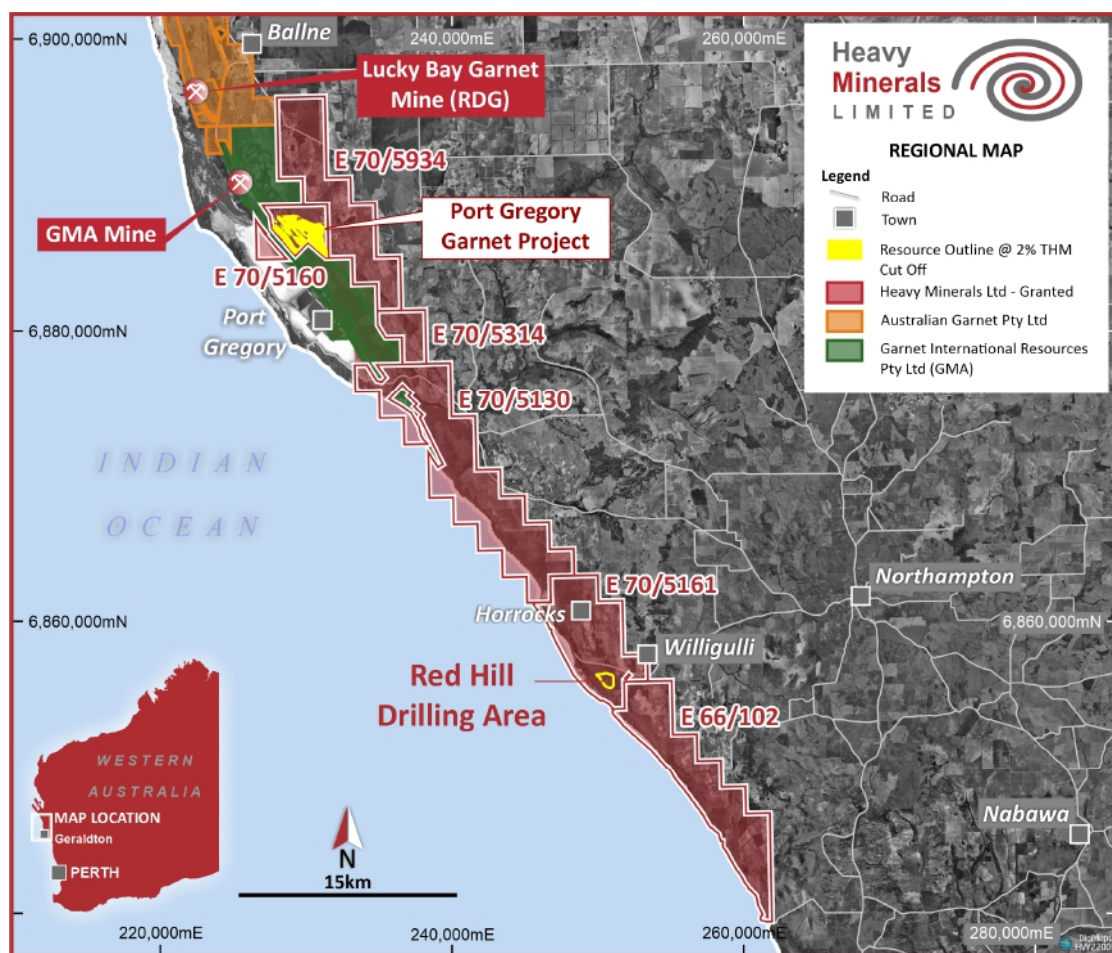 6,900,000mN
Ballne
240,000mE
260,000mE
Lucky Bay Garnet
Mine (RDG)
E 70/5934
GMA Mine
Port Gregory
Garnet Project
E 70/5160
Port
Gregory
6,880,000mN
E 70/5314
E 70/5130
INDIAN
OCEAN
E 70/5161
Horrocks
Northampton
6,860,000mN
6,860,000mN
Willigulli
Red Hill
Drilling Area
E 66/102
Nabawa
Heavy
Minerals
LIMITED
REGIONAL MAP
Legend
Road
Town
Resource Outline @ 2% THM
Cut Off
Heavy Minerals Ltd - Granted
Australian Garnet Pty Ltd
Garnet International Resources
Pty Ltd (GMA)
WESTERN
AUSTRALIA
MAP LOCATION
Geraldton
PERTH
N
15km
220,000mE
240,000mE
260,000mE
280,000mE
DigiMaps